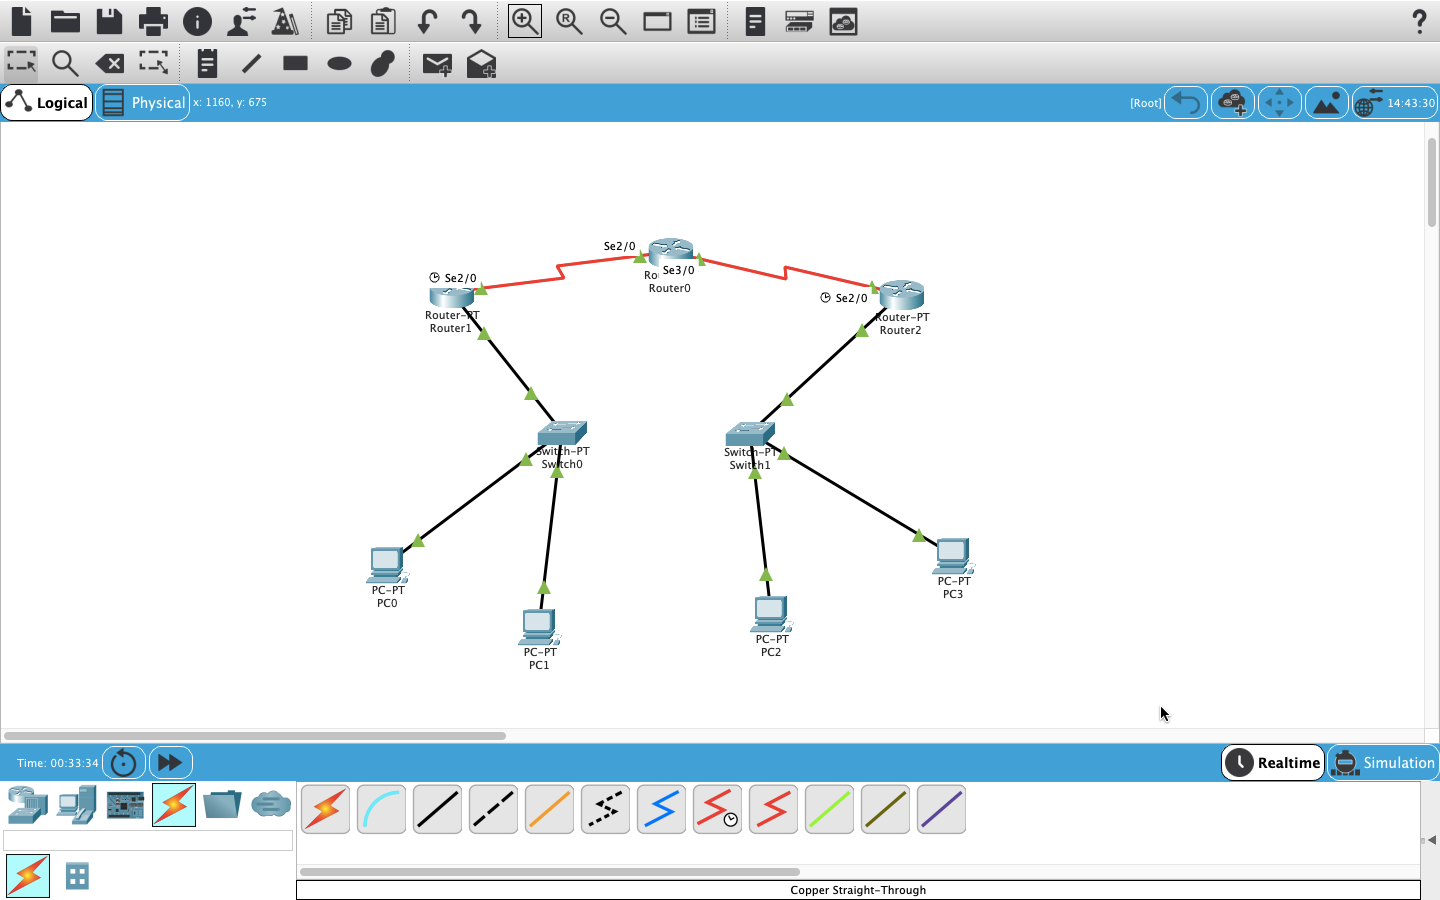 ?
R
Logical
Physical
x: 1160, y: 675
[Root]
14:43:30
Se2/0
Se3/0
Router0
Se2/0
Router-PT
Router1
Se2/0
Router-PT
Router2
Switch-PT
Switch0
Switch-PT
Switch1
PC-PT
PC0
PC-PT
PC1
PC-PT
PC2
PC-PT
PC3
Time: 00:33:34
Realtime
Simulation
Copper Straight-Through